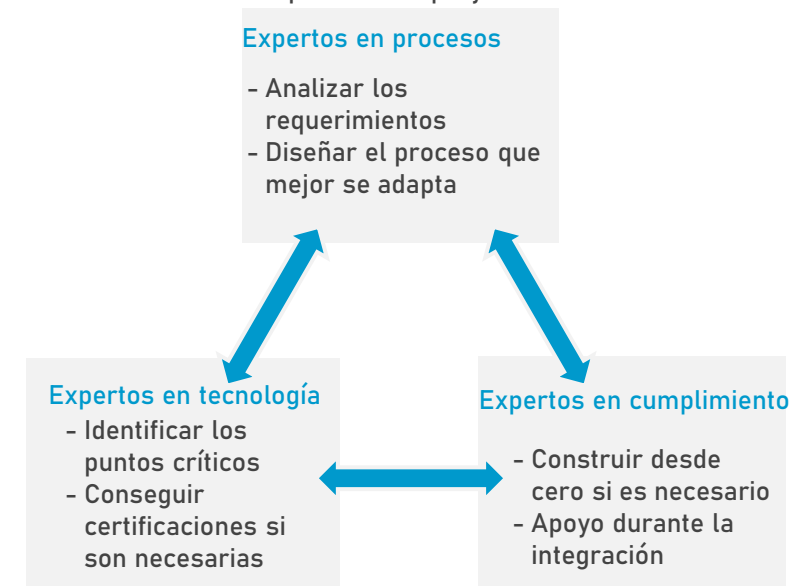 Expertos en procesos
- Analizar los
requerimientos
- Diseñar el proceso que
mejor se adapta
Expertos en tecnología
- Identificar los
puntos críticos
- Conseguir
certificaciones si
son necesarias
Expertos en cumplimiento
- Construir desde
cero si es necesario
- Apoyo durante la
integración